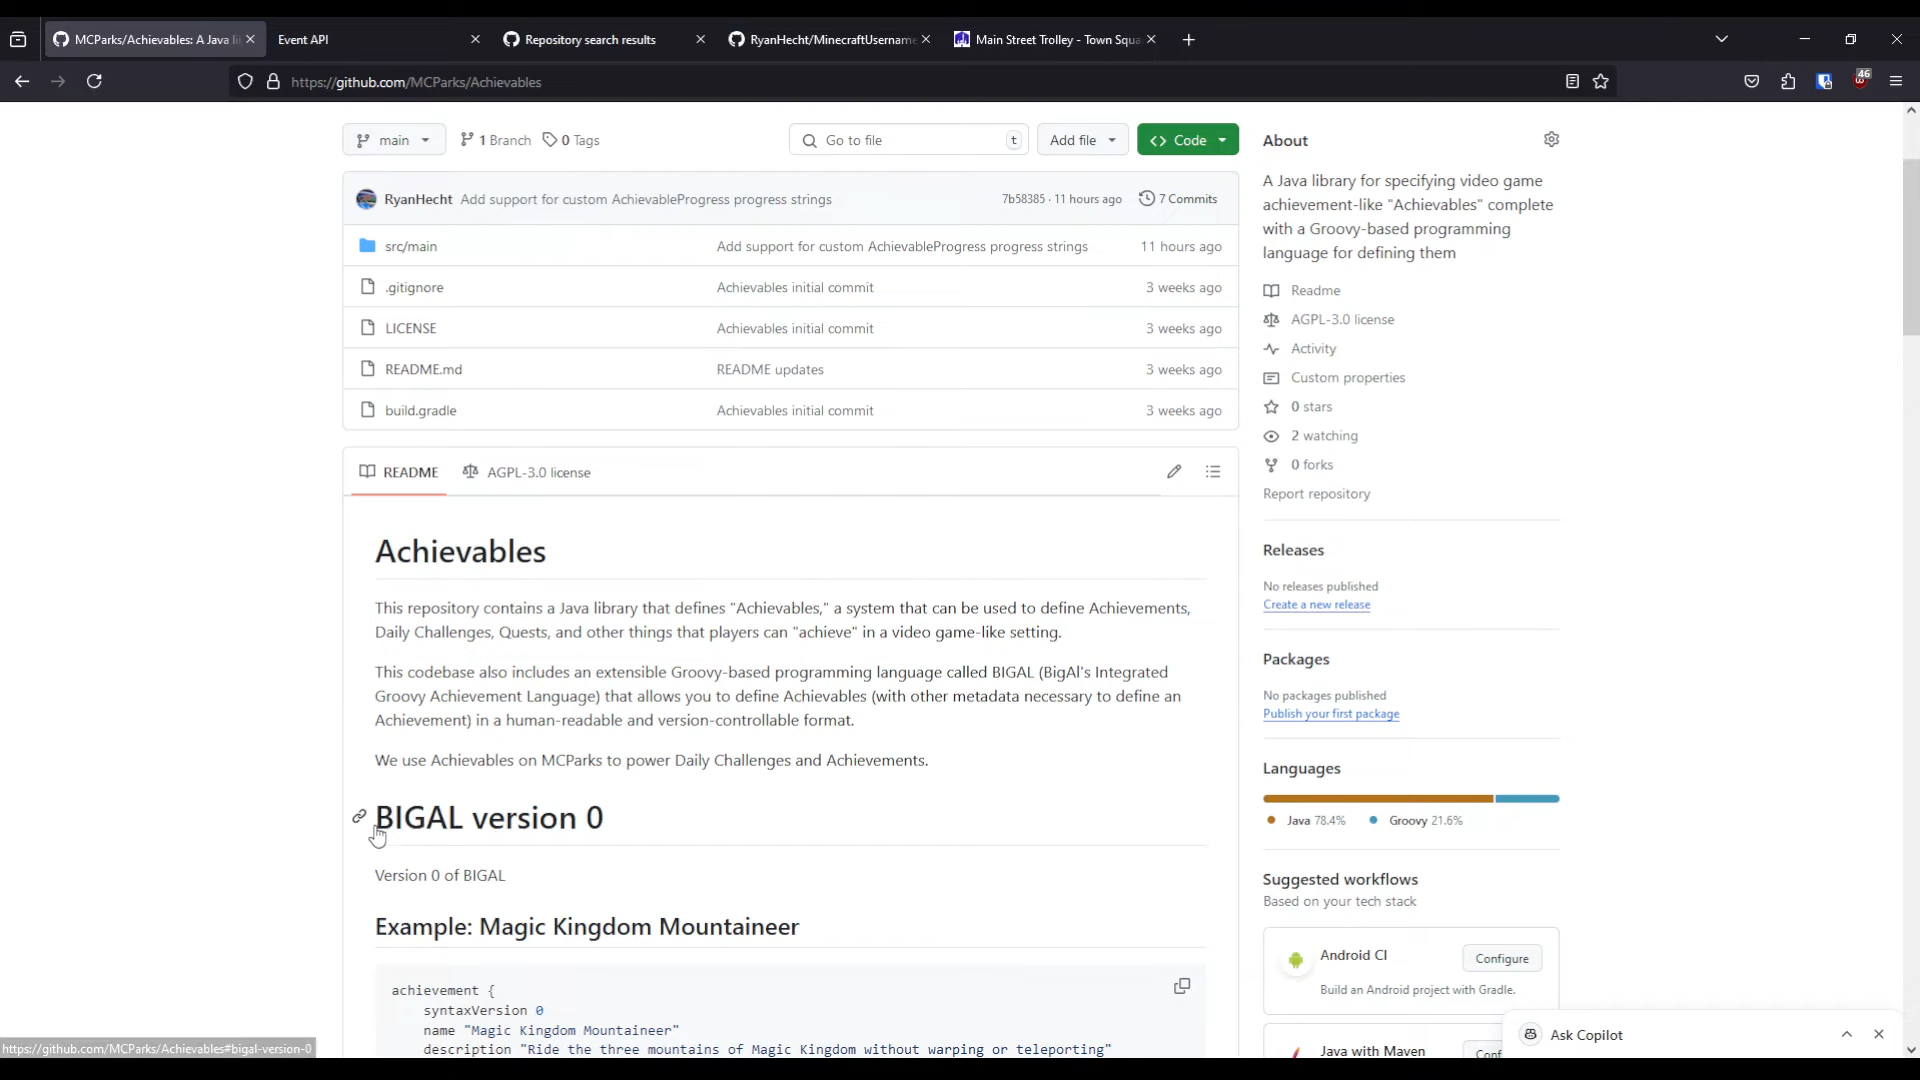 MCParks/Achievables: A Java li
Event API
Repository search results
RyanHecht/MinecraftUsername
Main Street Trolley - Town Squa
https://github.com/MCParks/Achievables
46
main
1 Branch
0 Tags
Go to file
t
Add file
Code
RyanHecht Add support for custom AchievableProgress progress strings
7b58385 · 11 hours ago
7 Commits
src/main
Add support for custom AchievableProgress progress strings
11 hours ago
.gitignore
Achievables initial commit
3 weeks ago
LICENSE
Achievables initial commit
3 weeks ago
README.md
README updates
3 weeks ago
build.gradle
Achievables initial commit
3 weeks ago
README
AGPL-3.0 license
Achievables
This repository contains a Java library that defines "Achievables," a system that can be used to define Achievements,
Daily Challenges, Quests, and other things that players can "achieve" in a video game-like setting.
This codebase also includes an extensible Groovy-based programming language called BIGAL (BigAl's Integrated
Groovy Achievement Language) that allows you to define Achievables (with other metadata necessary to define an
Achievement) in a human-readable and version-controllable format.
We use Achievables on MCParks to power Daily Challenges and Achievements.
BIGAL version 0
Version 0 of BIGAL
Example: Magic Kingdom Mountaineer
achievement {
syntaxVersion 0
name "Magic Kingdom Mountaineer"
description "Ride the three mountains of Magic Kingdom without warping or teleporting"
About
A Java library for specifying video game
achievement-like "Achievables" complete
with a Groovy-based programming
language for defining them
Readme
AGPL-3.0 license
Activity
Custom properties
0 stars
2 watching
0 forks
Report repository
Releases
No releases published
Create a new release
Packages
No packages published
Publish your first package
Languages
Java 78.4%
Groovy 21.6%
Suggested workflows
Based on your tech stack
Android CI
Configure
Build an Android project with Gradle.
Java with Maven
Conf
Ask Copilot
https://github.com/MCParks/Achievables#bigal-version-0